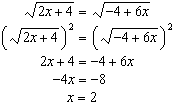 √(2x+4) = √(-4+6x)
(√(2x+4))² = (√(-4+6x))²
2x+4 = -4+6x
-4x = -8
x = 2